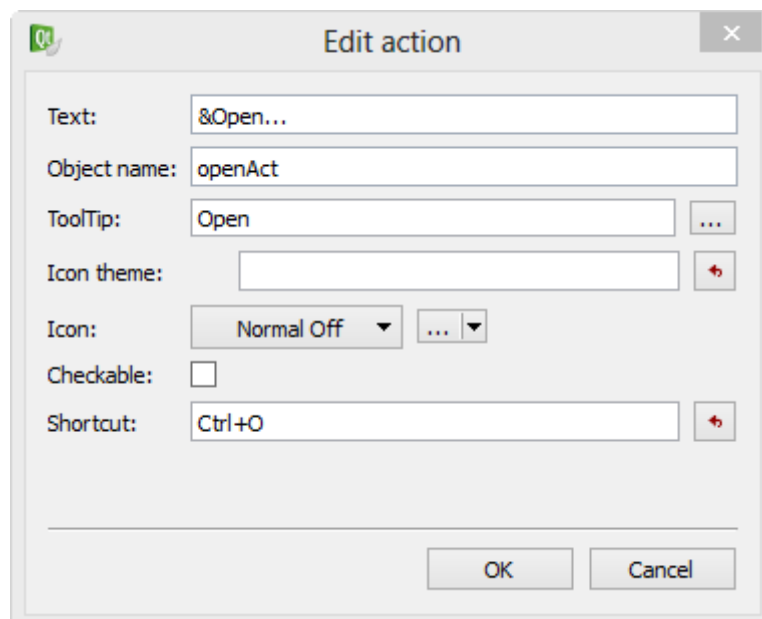 Edit action
Text: &Open...
Object name: openAct
ToolTip: Open ...
Icon theme:
Icon: Normal Off ...
Checkable:
Shortcut: Ctrl+O
OK Cancel